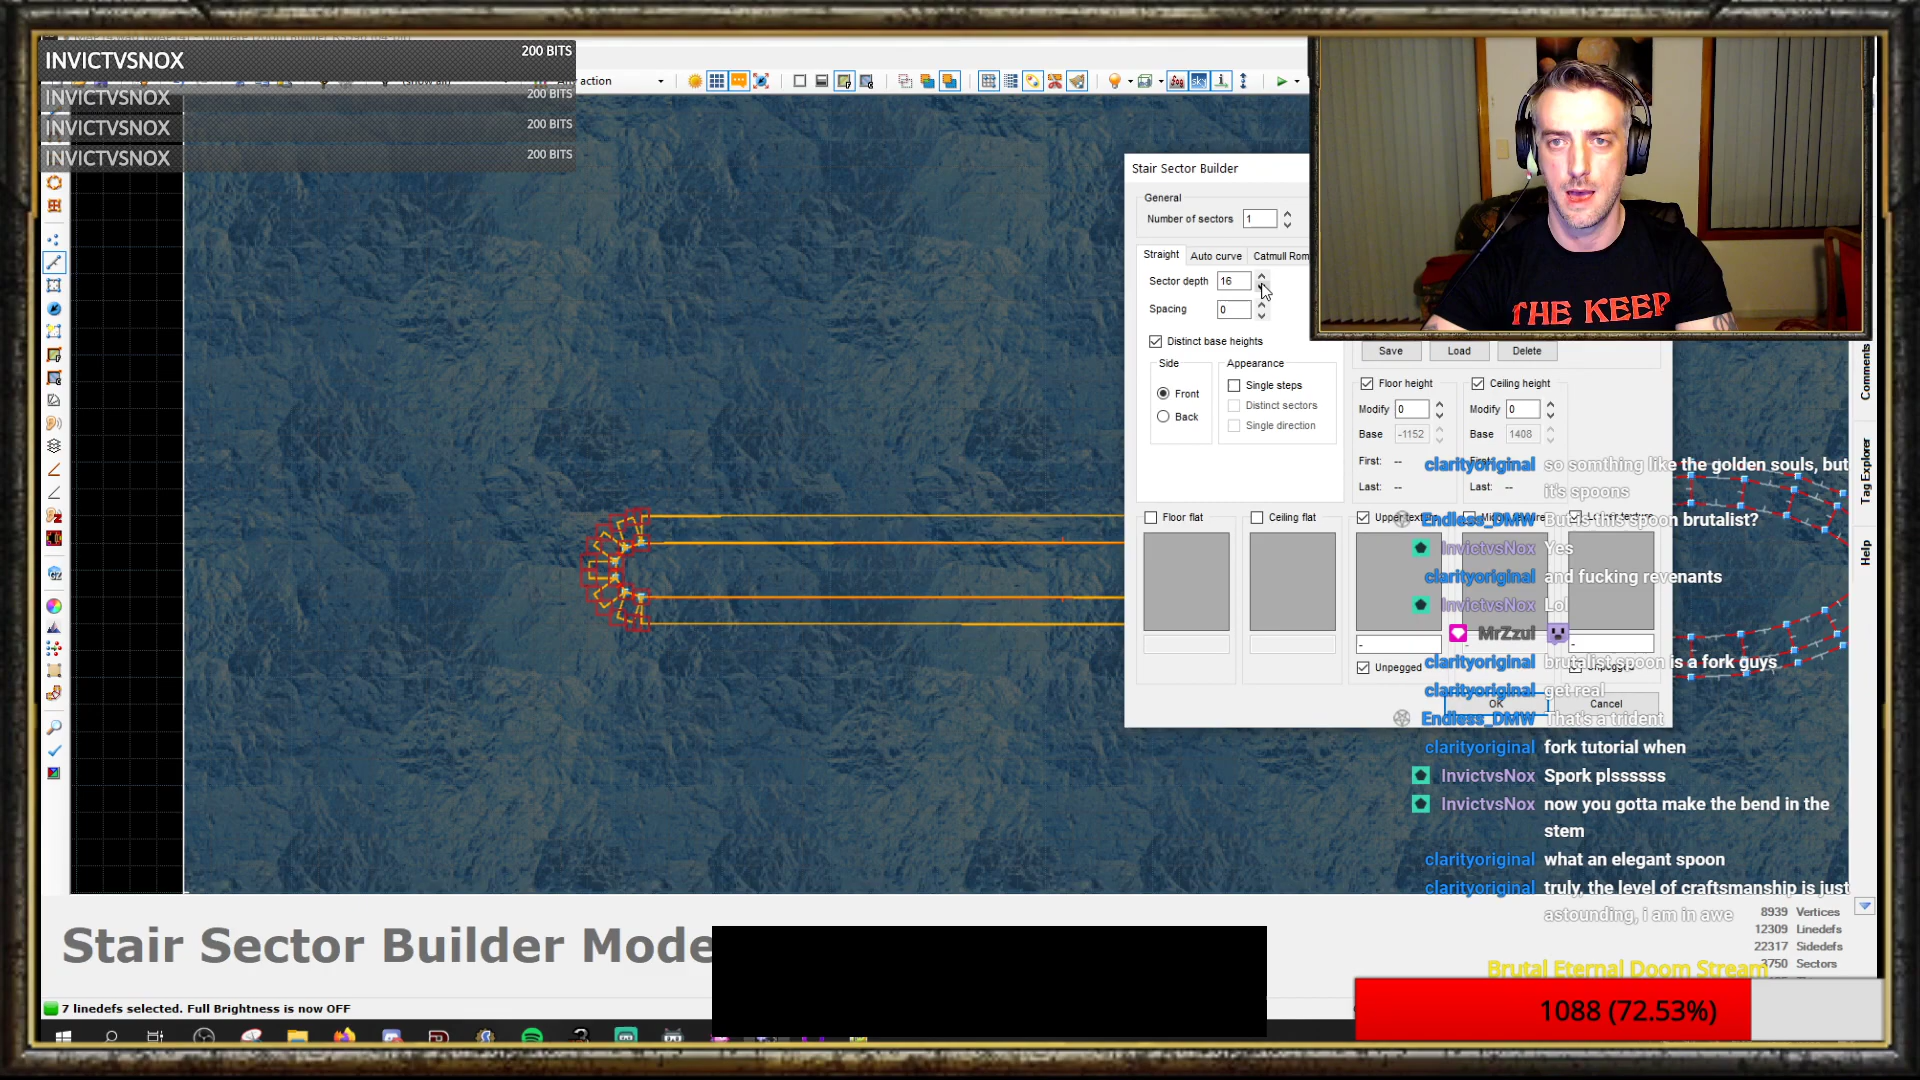 INVICTVSNOX 200 BITS
INVICTVSNOX 200 BITS
INVICTVSNOX 200 BITS
INVICTVSNOX 200 BITS
action
Stair Sector Builder
General
Number of sectors 1
Straight Auto curve Catmull Rom
Sector depth 16
Spacing 0
Distinct base heights
Side Appearance
Front Single steps
Back Distinct sectors
Single direction
Save Load Delete
Floor height Ceiling height
Modify 0 Modify 0
Base -1152 Base 1408
First: --
Last: -- Last: --
Floor flat Ceiling flat
- - -
Unpegged
OK Cancel
THE KEEP
Comments
Tag Explorer
Help
clarityoriginal so somthing like the golden souls, but
it's spoons
Endless_DMW But is this spoon brutalist?
InvictvsNox Yes
clarityoriginal and fucking revenants
InvictvsNox Lol
MrZzul
clarityoriginal brutalist spoon is a fork guys
clarityoriginal get real
Endless_DMW That's a trident
clarityoriginal fork tutorial when
InvictvsNox Spork plssssss
InvictvsNox now you gotta make the bend in the
stem
clarityoriginal what an elegant spoon
clarityoriginal truly, the level of craftsmanship is just
astounding, i am in awe
8939 Vertices
12309 Linedefs
22317 Sidedefs
3750 Sectors
Stair Sector Builder Mode
Brutal Eternal Doom Stream
1088 (72.53%)
7 linedefs selected. Full Brightness is now OFF